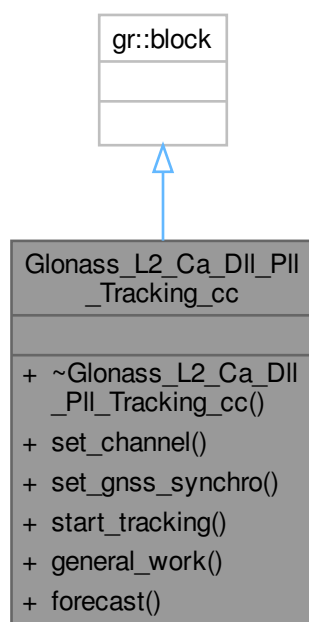 gr::block
Glonass_L2_Ca_Dll_Pll
_Tracking_cc
+ ~Glonass_L2_Ca_Dll
_Pll_Tracking_cc()
+ set_channel()
+ set_gnss_synchro()
+ start_tracking()
+ general_work()
+ forecast()